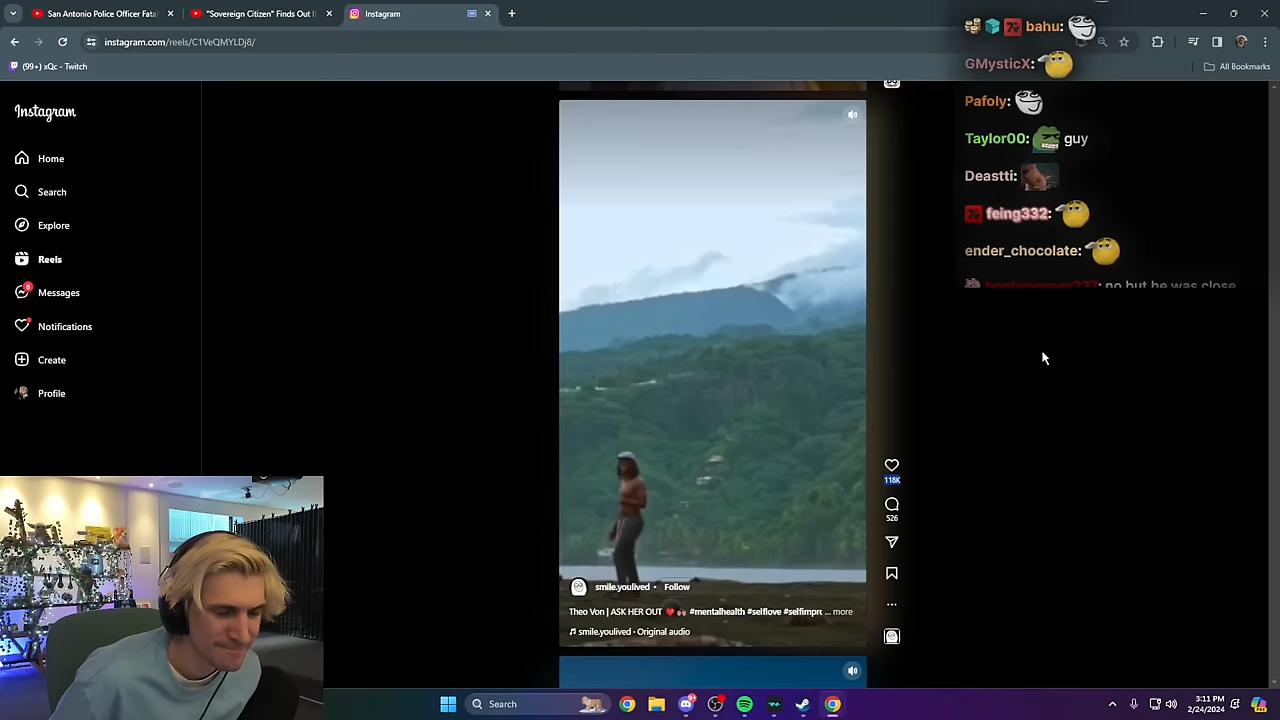 San Antonio Police Officer Fatal
"Sovereign Citizen" Finds Out I
Instagram
instagram.com/reels/C1VeQMYLDj8/
(99+) xQc - Twitch
All Bookmarks
Instagram
Home
Search
Explore
Reels
6
Messages
Notifications
Create
Profile
bahu:
GMysticX:
Pafoly:
Taylor00: guy
Deastti:
feing332:
ender_chocolate:
no but he was close
118K
526
smile.youlived • Follow
Theo Von | ASK HER OUT #mentalhealth #selflove #selfimprc ... more
smile.youlived · Original audio
Search
9+
3:11 PM
2/24/2024